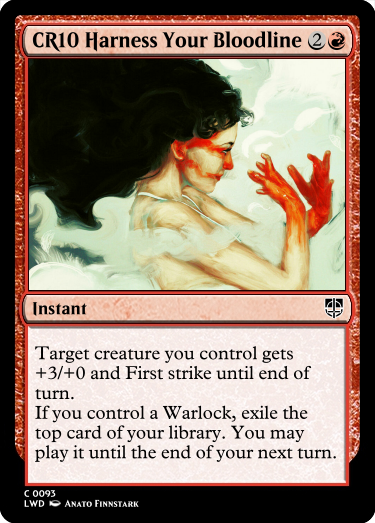 CR10 Harness Your Bloodline 2
Instant
Target creature you control gets
+3/+0 and First strike until end of
turn.
If you control a Warlock, exile the
top card of your library. You may
play it until the end of your next turn.
C 0093
LWD Anato Finnstark